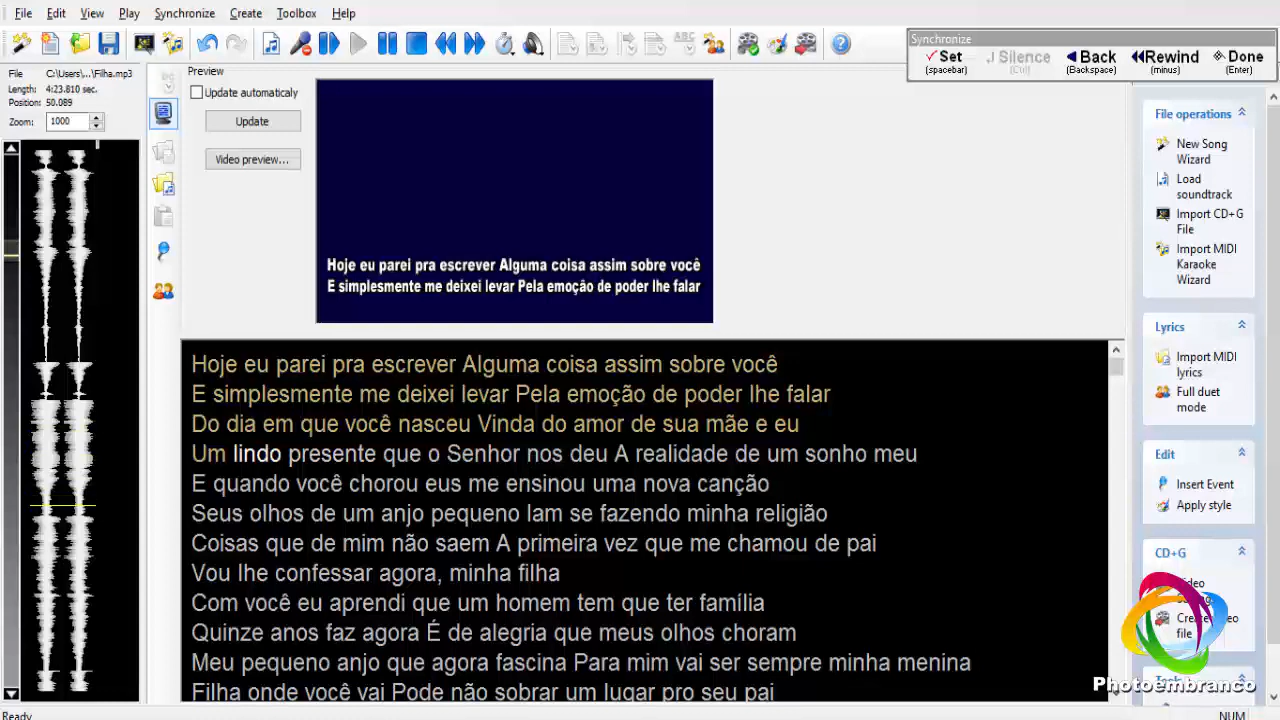 File Edit View Play Synchronize Create Toolbox Help
Synchronize
Set Silence Back Rewind Done
(spacebar) (Ctrl) (Backspace) (minus) (Enter)
File C:\Users\...\Filha.mp3
Length: 4:23.810 sec.
Position: 50.089
Zoom: 1000
Preview
Update automaticaly
Update
Video preview...
Hoje eu parei pra escrever Alguma coisa assim sobre você
E simplesmente me deixei levar Pela emoção de poder lhe falar
Hoje eu parei pra escrever Alguma coisa assim sobre você
E simplesmente me deixei levar Pela emoção de poder lhe falar
Do dia em que você nasceu Vinda do amor de sua mãe e eu
Um lindo presente que o Senhor nos deu A realidade de um sonho meu
E quando você chorou eus me ensinou uma nova canção
Seus olhos de um anjo pequeno Iam se fazendo minha religião
Coisas que de mim não saem A primeira vez que me chamou de pai
Vou lhe confessar agora, minha filha
Com você eu aprendi que um homem tem que ter família
Quinze anos faz agora É de alegria que meus olhos choram
Meu pequeno anjo que agora fascina Para mim vai ser sempre minha menina
Filha onde você vai Pode não sobrar um lugar pro seu pai
File operations
New Song
Wizard
Load
soundtrack
Import CD+G
File
Import MIDI
Karaoke
Wizard
Lyrics
Import MIDI
lyrics
Full duet
mode
Edit
Insert Event
Apply style
CD+G
file
Photoembranco
Ready
NUM